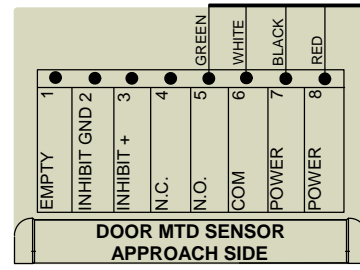 GREEN
WHITE
BLACK
RED
EMPTY 1
INHIBIT GND 2
INHIBIT + 3
N.C. 4
N.O. 5
COM 6
POWER 7
POWER 8
DOOR MTD SENSOR
APPROACH SIDE